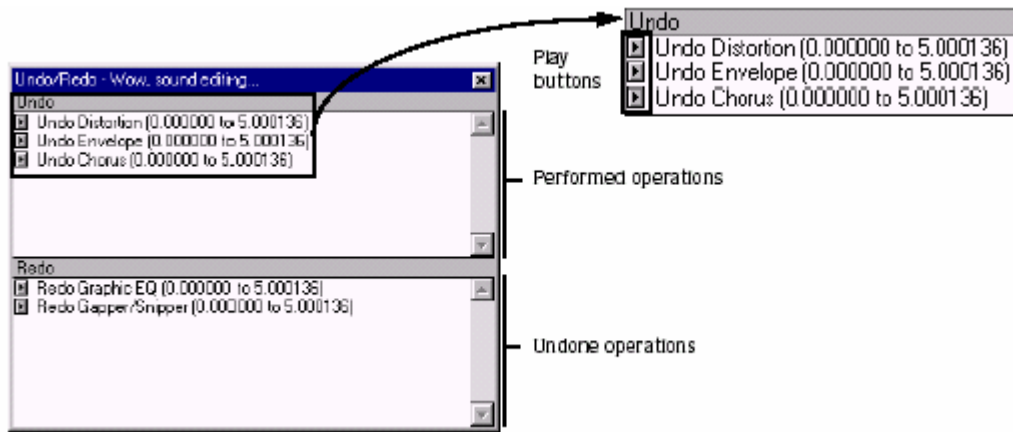 Undo/Redo - Wow.. sound editing...
Undo
Undo Distortion (0.000000 to 5.000136)
Undo Envelope (0.000000 to 5.000136)
Undo Chorus (0.000000 to 5.000136)
Redo
Redo Graphic EQ (0.000000 to 5.000136)
Redo Gapper/Snipper (0.000000 to 5.000136)
Play
buttons
Undo
Undo Distortion (0.000000 to 5.000136)
Undo Envelope (0.000000 to 5.000136)
Undo Chorus (0.000000 to 5.000136)
Performed operations
Undone operations